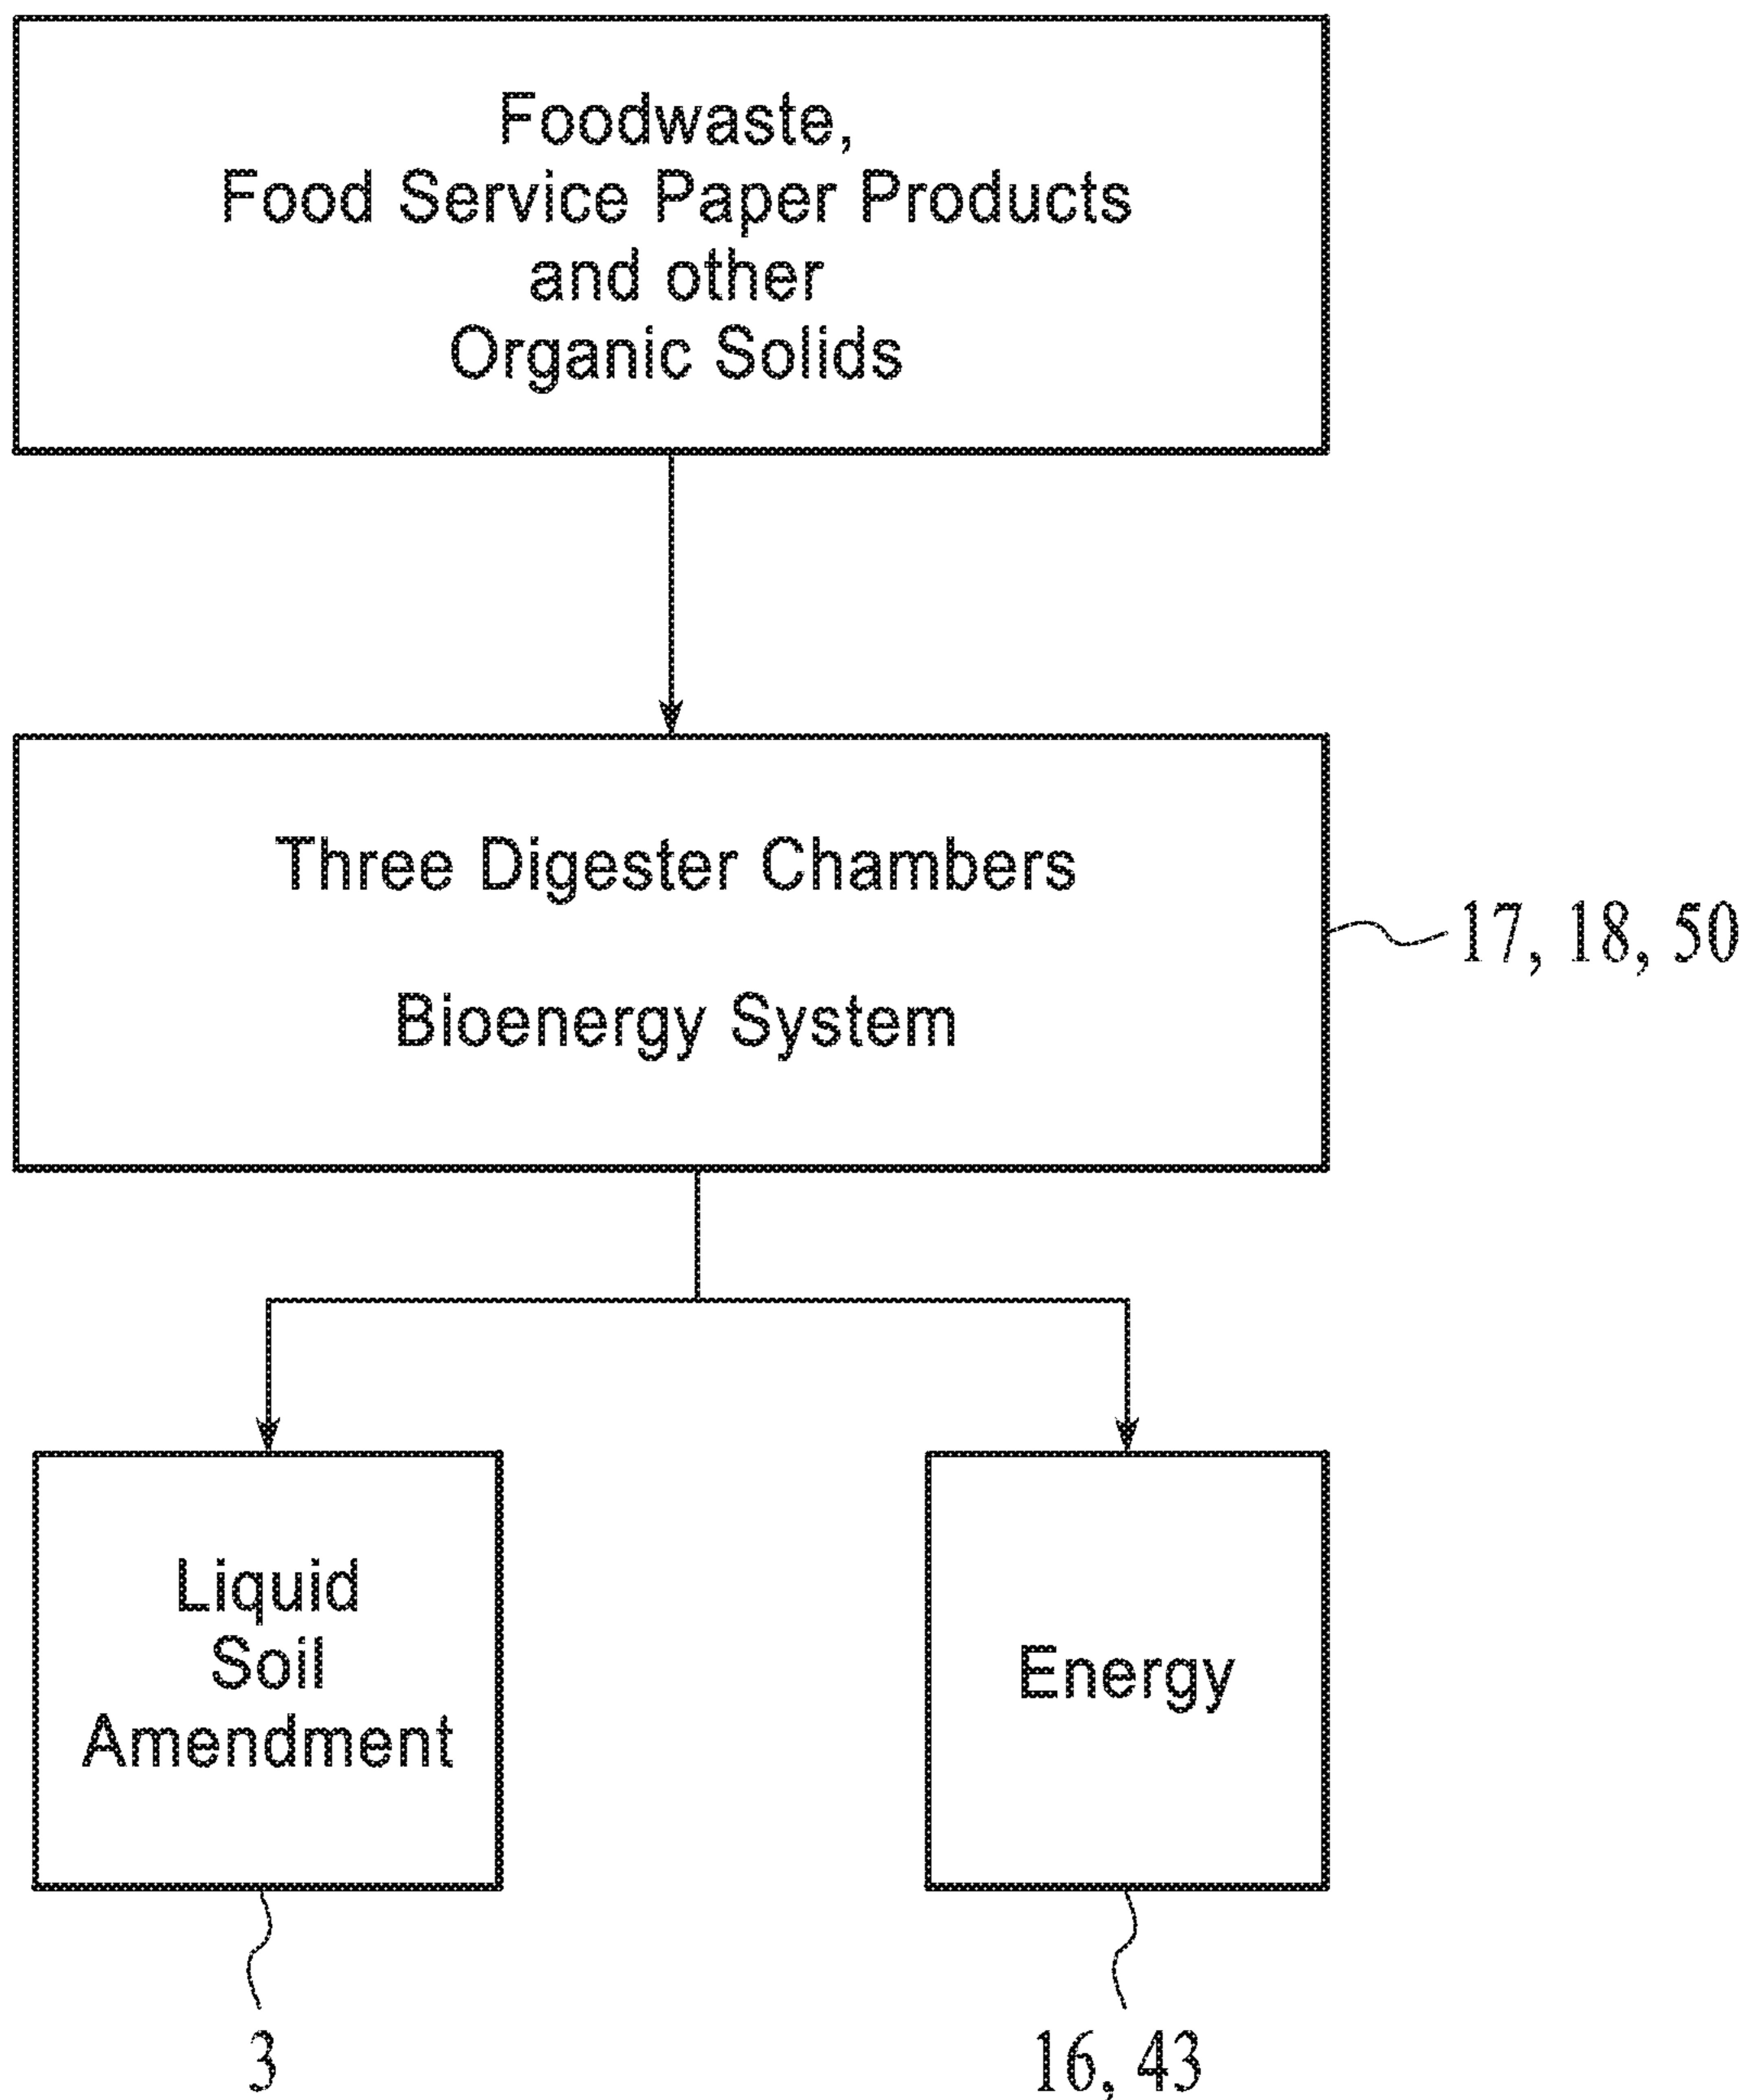 Foodwaste,
Food Service Paper Products
and other
Organic Solids
Three Digester Chambers
Bioenergy System
17, 18, 50
Liquid
Soil
Amendment
Energy
3
16, 43